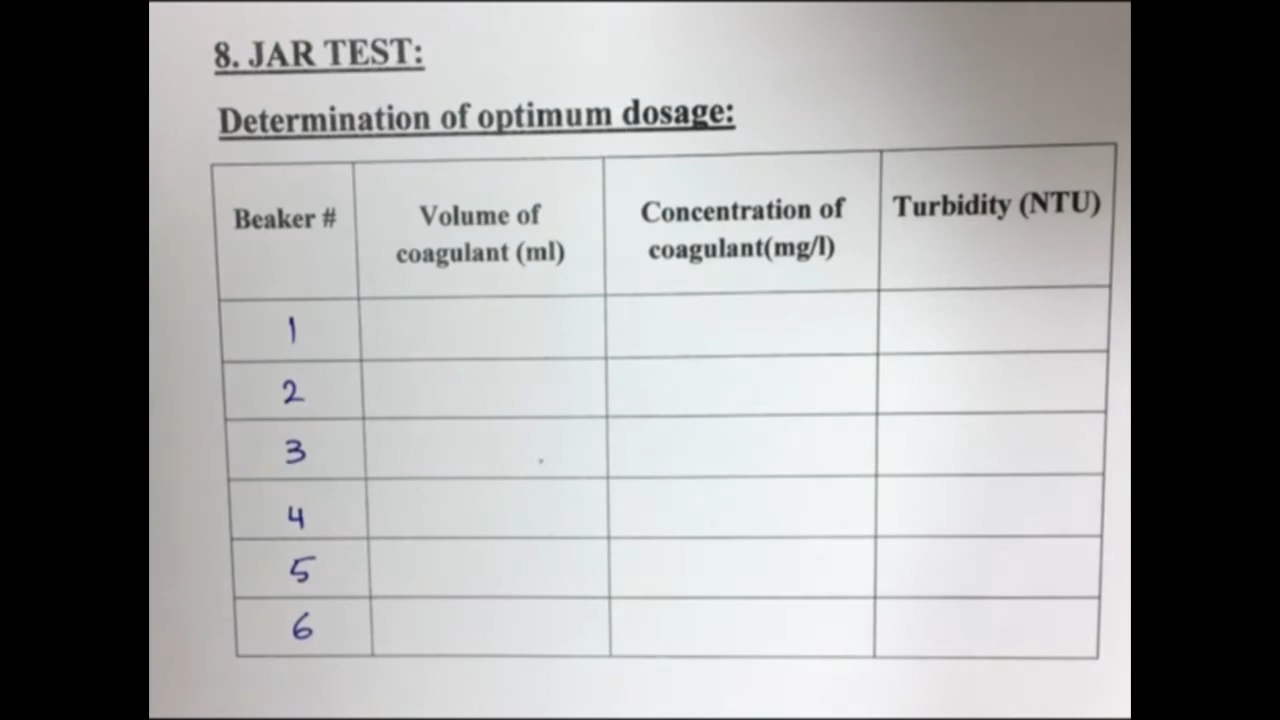 8. JAR TEST:
Determination of optimum dosage:
Beaker #
Volume of
coagulant (ml)
Concentration of
coagulant(mg/l)
Turbidity (NTU)
1
2
3
4
5
6